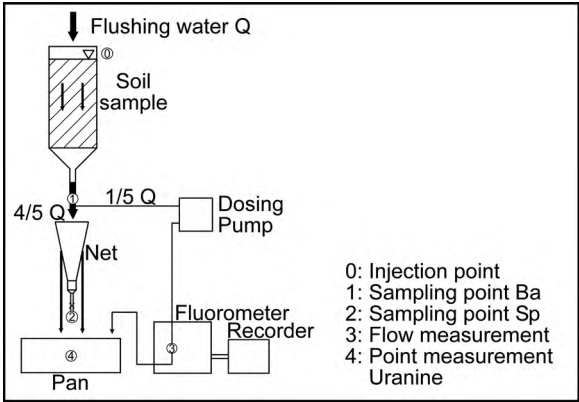 Flushing water Q
0
Soil
sample
1
1/5 Q
4/5 Q
Dosing
Pump
Net
2
Fluorometer
Recorder
3
4
Pan
0: Injection point
1: Sampling point Ba
2: Sampling point Sp
3: Flow measurement
4: Point measurement
Uranine